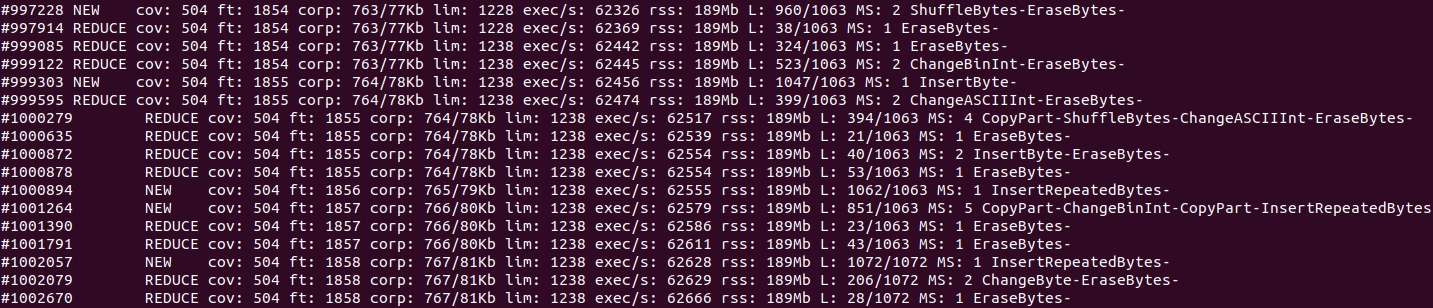 #997228 NEW    cov: 504 ft: 1854 corp: 763/77Kb lim: 1228 exec/s: 62326 rss: 189Mb L: 960/1063 MS: 2 ShuffleBytes-EraseBytes-
#997914 REDUCE cov: 504 ft: 1854 corp: 763/77Kb lim: 1228 exec/s: 62369 rss: 189Mb L: 38/1063 MS: 1 EraseBytes-
#999085 REDUCE cov: 504 ft: 1854 corp: 763/77Kb lim: 1238 exec/s: 62442 rss: 189Mb L: 324/1063 MS: 1 EraseBytes-
#999122 REDUCE cov: 504 ft: 1854 corp: 763/77Kb lim: 1238 exec/s: 62445 rss: 189Mb L: 523/1063 MS: 2 ChangeBinInt-EraseBytes-
#999303 NEW    cov: 504 ft: 1855 corp: 764/78Kb lim: 1238 exec/s: 62456 rss: 189Mb L: 1047/1063 MS: 1 InsertByte-
#999595 REDUCE cov: 504 ft: 1855 corp: 764/78Kb lim: 1238 exec/s: 62474 rss: 189Mb L: 399/1063 MS: 2 ChangeASCIIInt-EraseBytes-
#1000279        REDUCE cov: 504 ft: 1855 corp: 764/78Kb lim: 1238 exec/s: 62517 rss: 189Mb L: 394/1063 MS: 4 CopyPart-ShuffleBytes-ChangeASCIIInt-EraseBytes-
#1000635        REDUCE cov: 504 ft: 1855 corp: 764/78Kb lim: 1238 exec/s: 62539 rss: 189Mb L: 21/1063 MS: 1 EraseBytes-
#1000872        REDUCE cov: 504 ft: 1855 corp: 764/78Kb lim: 1238 exec/s: 62554 rss: 189Mb L: 40/1063 MS: 2 InsertByte-EraseBytes-
#1000878        REDUCE cov: 504 ft: 1855 corp: 764/78Kb lim: 1238 exec/s: 62554 rss: 189Mb L: 53/1063 MS: 1 EraseBytes-
#1000894        NEW    cov: 504 ft: 1856 corp: 765/79Kb lim: 1238 exec/s: 62555 rss: 189Mb L: 1062/1063 MS: 1 InsertRepeatedBytes-
#1001264        NEW    cov: 504 ft: 1857 corp: 766/80Kb lim: 1238 exec/s: 62579 rss: 189Mb L: 851/1063 MS: 5 CopyPart-ChangeBinInt-CopyPart-InsertRepeatedBytes
#1001390        REDUCE cov: 504 ft: 1857 corp: 766/80Kb lim: 1238 exec/s: 62586 rss: 189Mb L: 23/1063 MS: 1 EraseBytes-
#1001791        REDUCE cov: 504 ft: 1857 corp: 766/80Kb lim: 1238 exec/s: 62611 rss: 189Mb L: 43/1063 MS: 1 EraseBytes-
#1002057        NEW    cov: 504 ft: 1858 corp: 767/81Kb lim: 1238 exec/s: 62628 rss: 189Mb L: 1072/1072 MS: 1 InsertRepeatedBytes-
#1002079        REDUCE cov: 504 ft: 1858 corp: 767/81Kb lim: 1238 exec/s: 62629 rss: 189Mb L: 206/1072 MS: 2 ChangeByte-EraseBytes-
#1002670        REDUCE cov: 504 ft: 1858 corp: 767/81Kb lim: 1238 exec/s: 62666 rss: 189Mb L: 28/1072 MS: 1 EraseBytes-